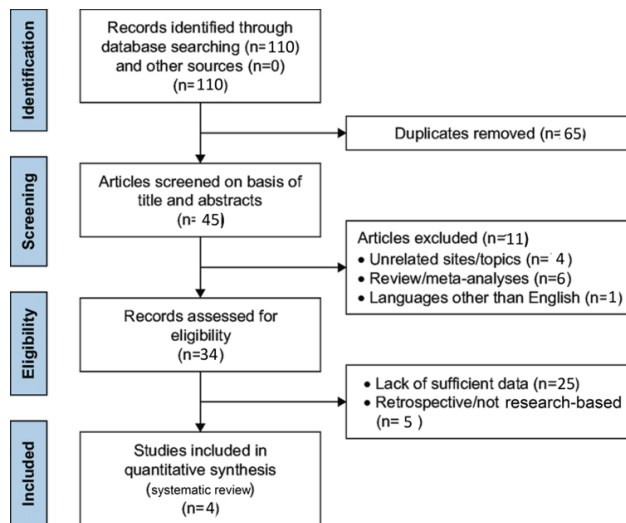 Identification
Records identified through
database searching (n=110)
and other sources (n=0)
(n=110)
Duplicates removed (n=65)
Screening
Articles screened on basis of
title and abstracts
(n=45)
Articles excluded (n=11)
• Unrelated sites/topics (n= 4)
• Review/meta-analyses (n=6)
• Languages other than English (n=1)
Eligibility
Records assessed for
eligibility
(n=34)
• Lack of sufficient data (n=25)
• Retrospective/not research-based
(n= 5 )
Included
Studies included in
quantitative synthesis
(systematic review)
(n=4)